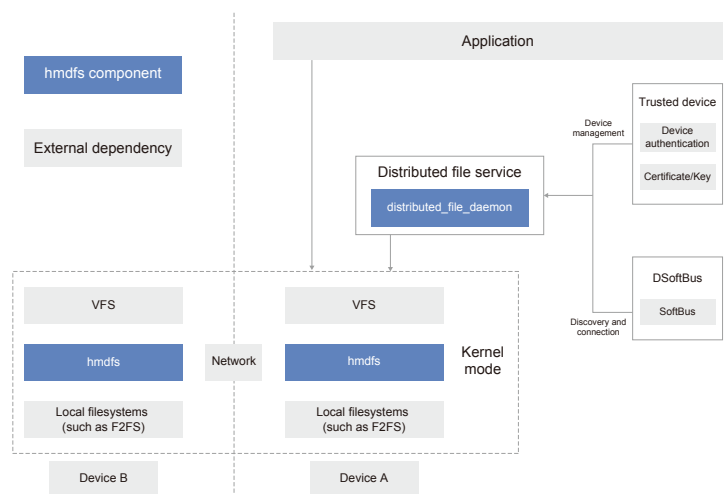 Application
hmdfs component
External dependency
Trusted device
Device
authentication
Certificate/Key
Device
management
Distributed file service
distributed_file_daemon
DSoftBus
SoftBus
Discovery and
connection
VFS
VFS
hmdfs
Network
hmdfs
Kernel
mode
Local filesystems
(such as F2FS)
Local filesystems
(such as F2FS)
Device B
Device A